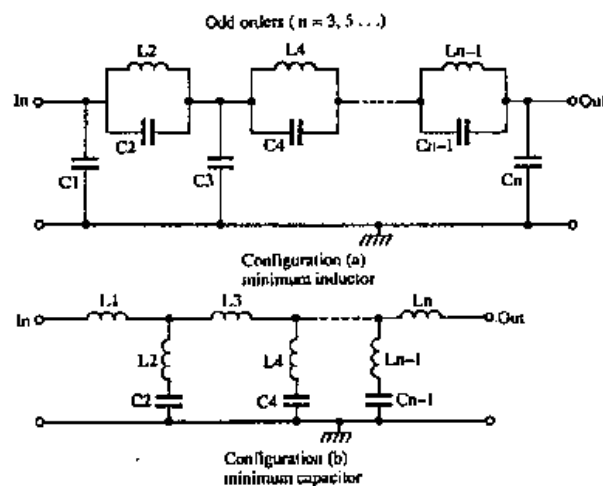 Odd orders ( n = 3, 5 . . .)
L2 L4 Ln-1
In Out
C2 C4 Cn-1
C1 C3 Cn
Configuration (a)
minimum inductor
L1 L3 Ln
In Out
L2 L4 Ln-1
C2 C4 Cn-1
Configuration (b)
minimum capacitor